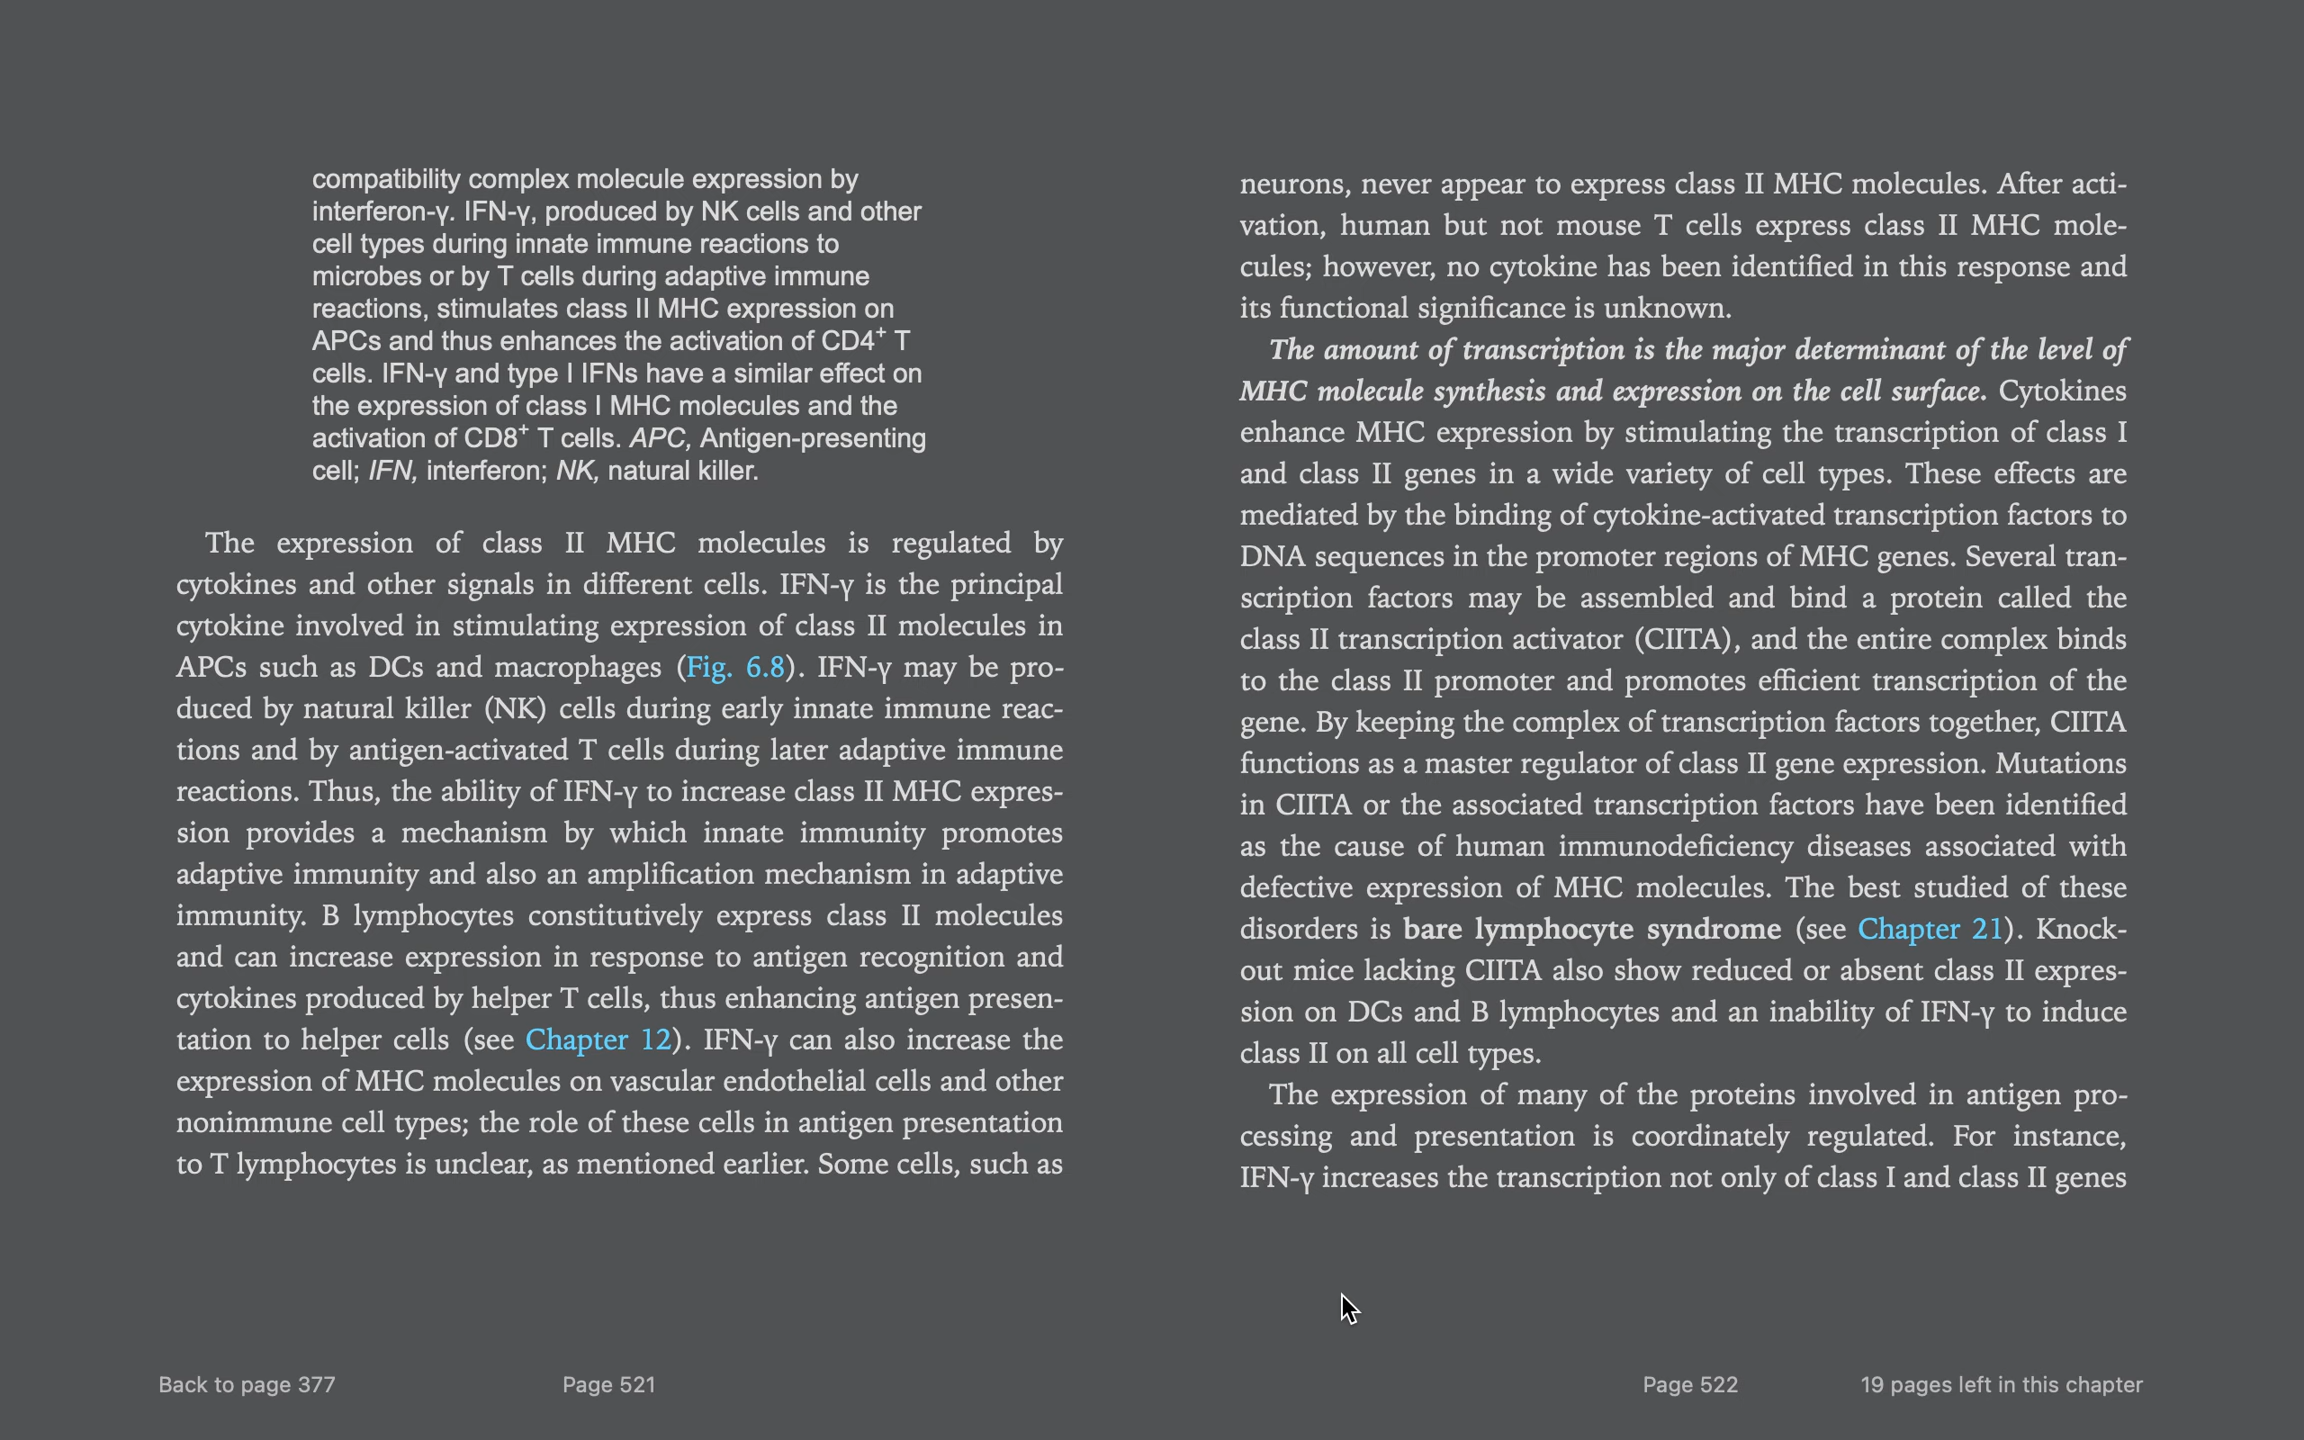 compatibility complex molecule expression by
interferon-γ. IFN-γ, produced by NK cells and other
cell types during innate immune reactions to
microbes or by T cells during adaptive immune
reactions, stimulates class II MHC expression on
APCs and thus enhances the activation of CD4⁺ T
cells. IFN-γ and type I IFNs have a similar effect on
the expression of class I MHC molecules and the
activation of CD8⁺ T cells. APC, Antigen-presenting
cell; IFN, interferon; NK, natural killer.
The expression of class II MHC molecules is regulated by
cytokines and other signals in different cells. IFN-γ is the principal
cytokine involved in stimulating expression of class II molecules in
APCs such as DCs and macrophages (Fig. 6.8). IFN-γ may be pro-
duced by natural killer (NK) cells during early innate immune reac-
tions and by antigen-activated T cells during later adaptive immune
reactions. Thus, the ability of IFN-γ to increase class II MHC expres-
sion provides a mechanism by which innate immunity promotes
adaptive immunity and also an amplification mechanism in adaptive
immunity. B lymphocytes constitutively express class II molecules
and can increase expression in response to antigen recognition and
cytokines produced by helper T cells, thus enhancing antigen presen-
tation to helper cells (see Chapter 12). IFN-γ can also increase the
expression of MHC molecules on vascular endothelial cells and other
nonimmune cell types; the role of these cells in antigen presentation
to T lymphocytes is unclear, as mentioned earlier. Some cells, such as
neurons, never appear to express class II MHC molecules. After acti-
vation, human but not mouse T cells express class II MHC mole-
cules; however, no cytokine has been identified in this response and
its functional significance is unknown.
The amount of transcription is the major determinant of the level of
MHC molecule synthesis and expression on the cell surface. Cytokines
enhance MHC expression by stimulating the transcription of class I
and class II genes in a wide variety of cell types. These effects are
mediated by the binding of cytokine-activated transcription factors to
DNA sequences in the promoter regions of MHC genes. Several tran-
scription factors may be assembled and bind a protein called the
class II transcription activator (CIITA), and the entire complex binds
to the class II promoter and promotes efficient transcription of the
gene. By keeping the complex of transcription factors together, CIITA
functions as a master regulator of class II gene expression. Mutations
in CIITA or the associated transcription factors have been identified
as the cause of human immunodeficiency diseases associated with
defective expression of MHC molecules. The best studied of these
disorders is bare lymphocyte syndrome (see Chapter 21). Knock-
out mice lacking CIITA also show reduced or absent class II expres-
sion on DCs and B lymphocytes and an inability of IFN-γ to induce
class II on all cell types.
The expression of many of the proteins involved in antigen pro-
cessing and presentation is coordinately regulated. For instance,
IFN-γ increases the transcription not only of class I and class II genes
Back to page 377
Page 521
Page 522
19 pages left in this chapter